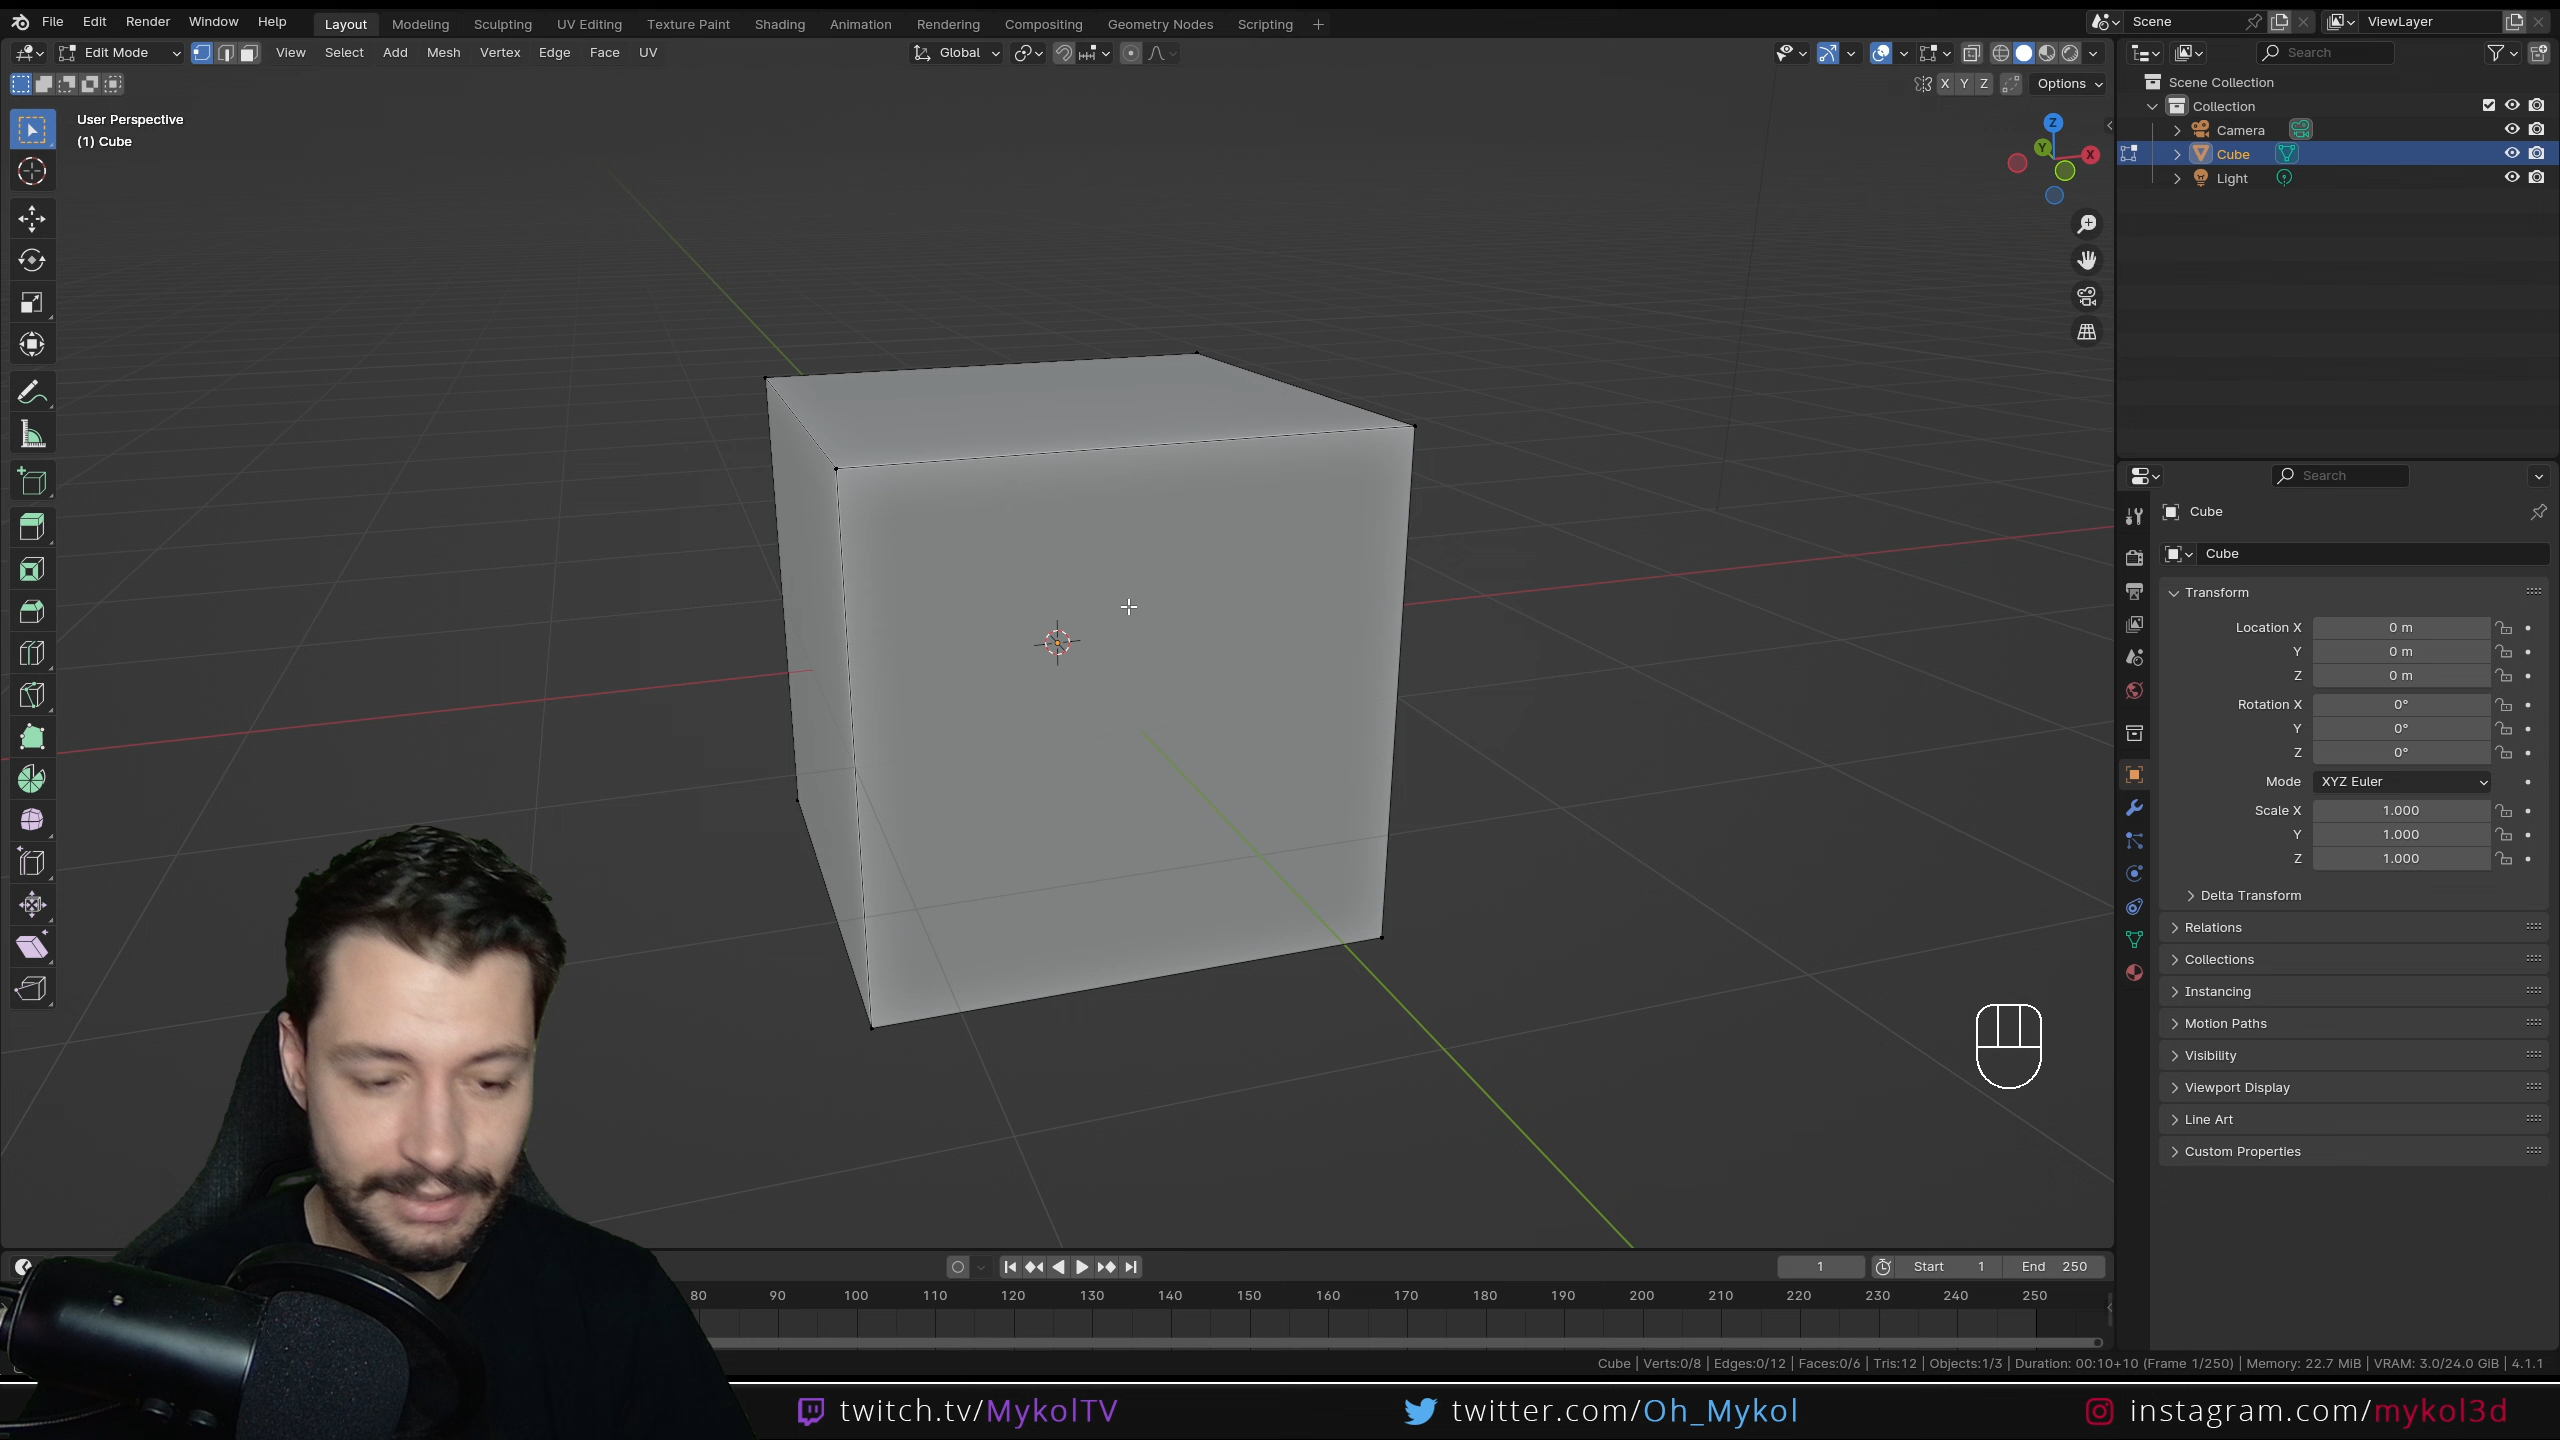 File Edit Render Window Help Layout Modeling Sculpting UV Editing Texture Paint Shading Animation Rendering Compositing Geometry Nodes Scripting + Scene ViewLayer
Edit Mode View Select Add Mesh Vertex Edge Face UV Global Search
X Y Z Options
User Perspective
(1) Cube
Z
Y
X
Scene Collection
Collection
Camera
Cube
Light
Search
Cube
Cube
Transform
Location X 0 m
Y 0 m
Z 0 m
Rotation X 0°
Y 0°
Z 0°
Mode XYZ Euler
Scale X 1.000
Y 1.000
Z 1.000
Delta Transform
Relations
Collections
Instancing
Motion Paths
Visibility
Viewport Display
Line Art
Custom Properties
1 Start 1 End 250
80 90 100 110 120 130 140 150 160 170 180 190 200 210 220 230 240 250
Cube | Verts:0/8 | Edges:0/12 | Faces:0/6 | Tris:12 | Objects:1/3 | Duration: 00:10+10 (Frame 1/250) | Memory: 22.7 MiB | VRAM: 3.0/24.0 GiB | 4.1.1
twitch.tv/MykolTV twitter.com/Oh_Mykol instagram.com/mykol3d